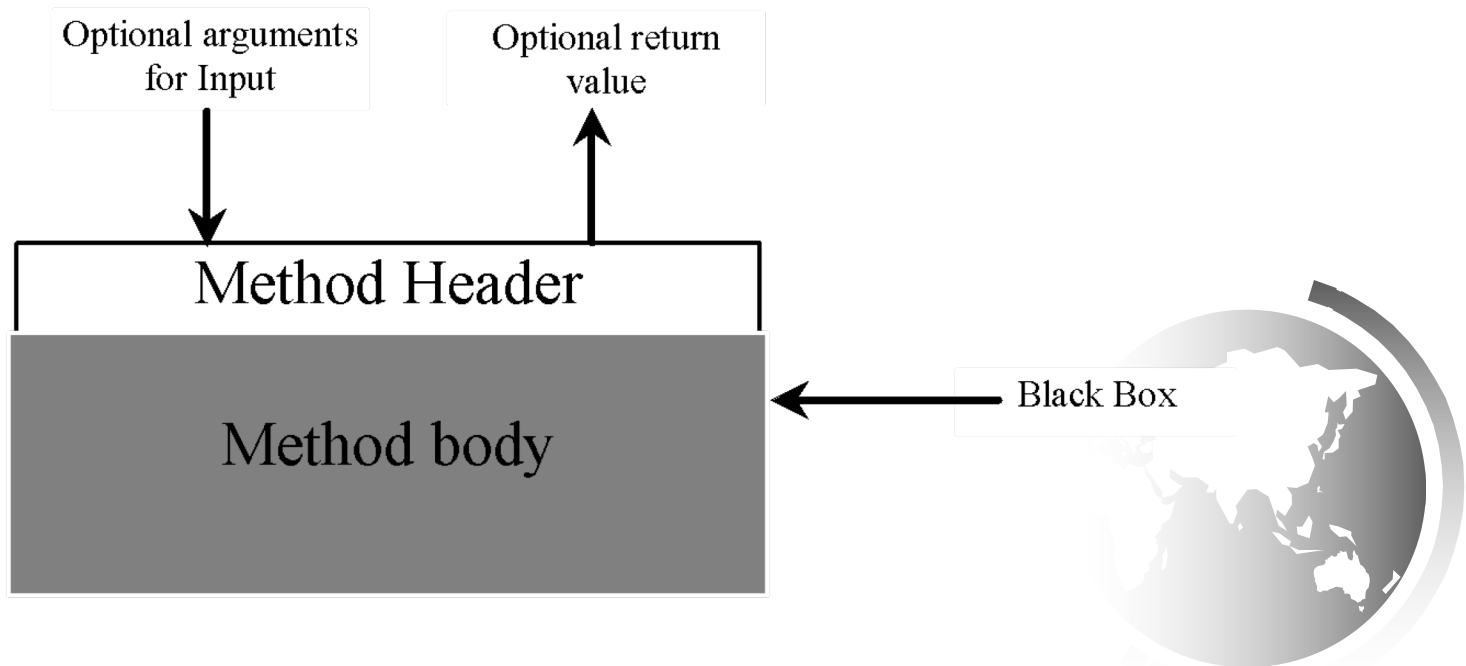 Optional arguments
for Input
Optional return
value
Method Header
Black Box
Method body